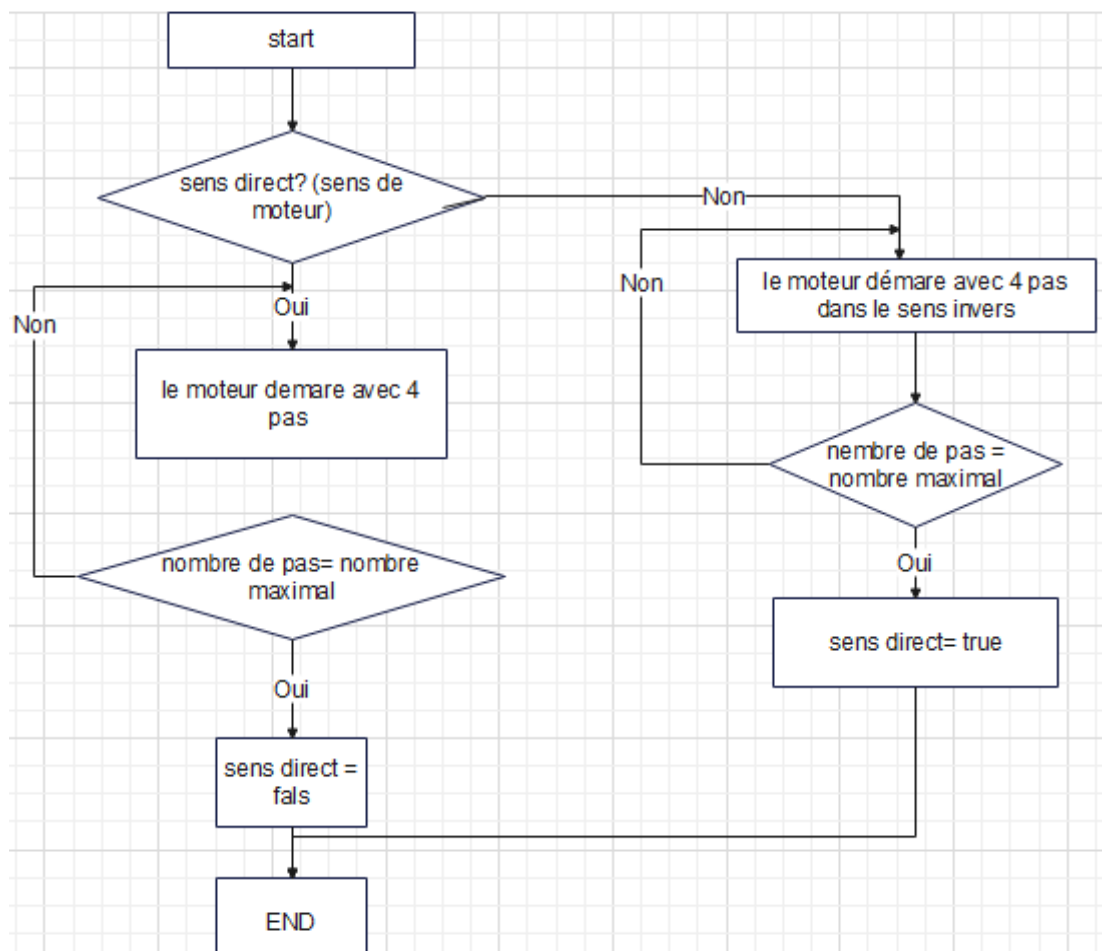 start
sens direct? (sens de
moteur)
Non
Oui
Non
le moteur demare avec 4
pas
nombre de pas= nombre
maximal
Oui
sens direct =
fals
END
Non
le moteur démare avec 4 pas
dans le sens invers
nembre de pas =
nombre maximal
Oui
sens direct= true